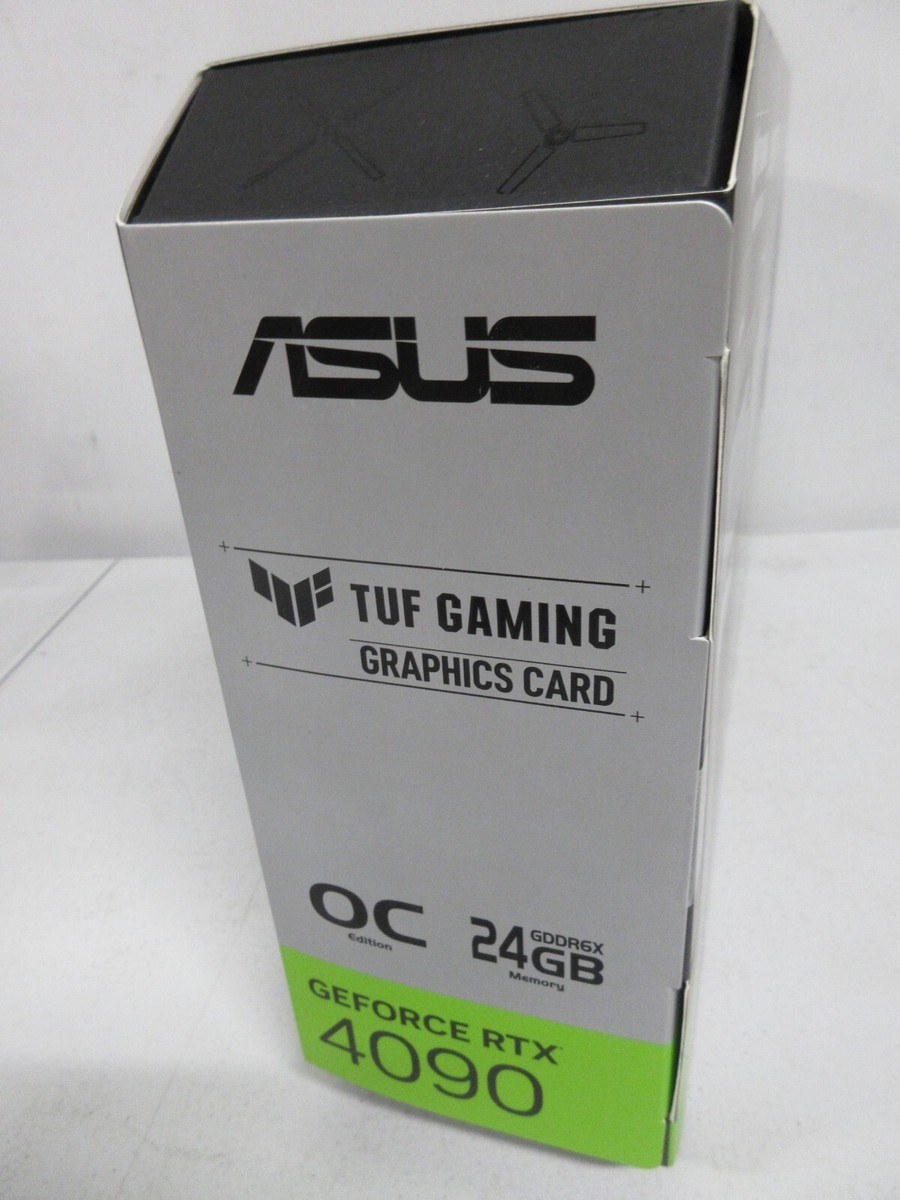 ASUS
TUF GAMING
GRAPHICS CARD
OC
Edition
24GB
GDDR6X
Memory
GEFORCE RTX
4090